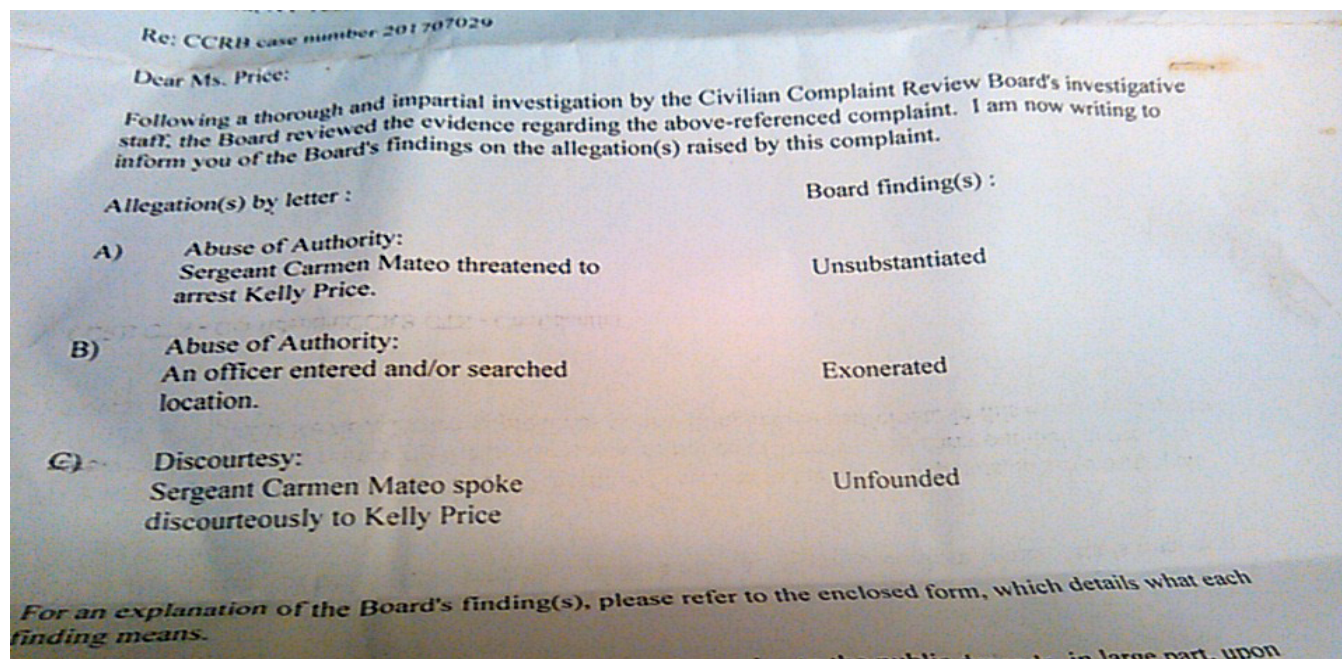 Re: CCRB case number 201707029
Dear Ms. Price:
Following a thorough and impartial investigation by the Civilian Complaint Review Board's investigative
staff, the Board reviewed the evidence regarding the above-referenced complaint. I am now writing to
inform you of the Board's findings on the allegation(s) raised by this complaint.
Allegation(s) by letter :
Board finding(s) :
A) Abuse of Authority:
Sergeant Carmen Mateo threatened to
arrest Kelly Price.
Unsubstantiated
B) Abuse of Authority:
An officer entered and/or searched
location.
Exonerated
C) Discourtesy:
Sergeant Carmen Mateo spoke
discourteously to Kelly Price
Unfounded
For an explanation of the Board's finding(s), please refer to the enclosed form, which details what each
finding means.
in large part, upon